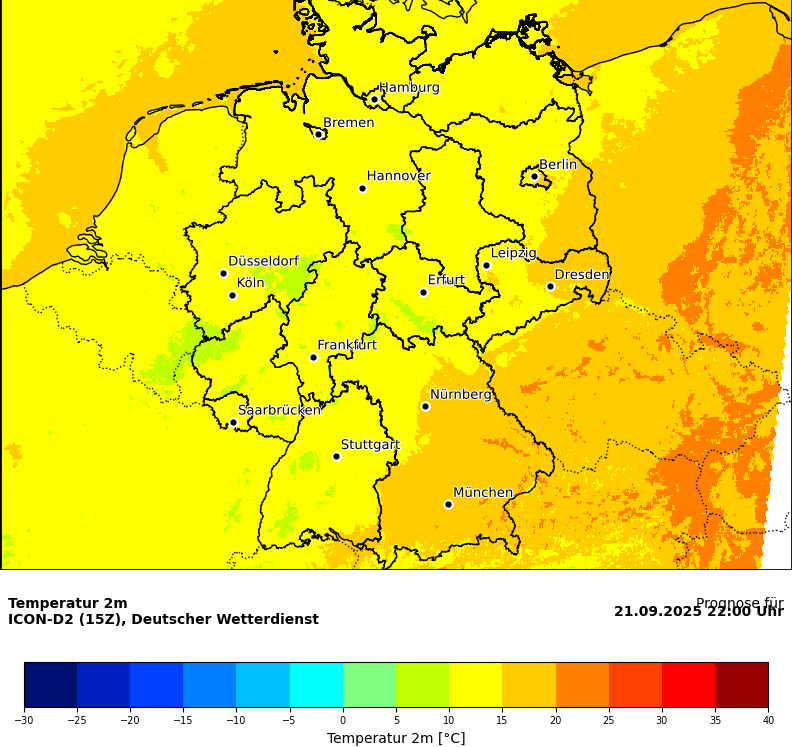 Hamburg
Bremen
Berlin
Hannover
Leipzig
Düsseldorf
Dresden
Köln
Erfurt
Frankfurt
Nürnberg
Saarbrücken
Stuttgart
München
Temperatur 2m
Prognose für
ICON-D2 (15Z), Deutscher Wetterdienst
21.09.2025 22:00 Uhr
−30 −25 −20 −15 −10 −5 0 5 10 15 20 25 30 35 40
Temperatur 2m [°C]